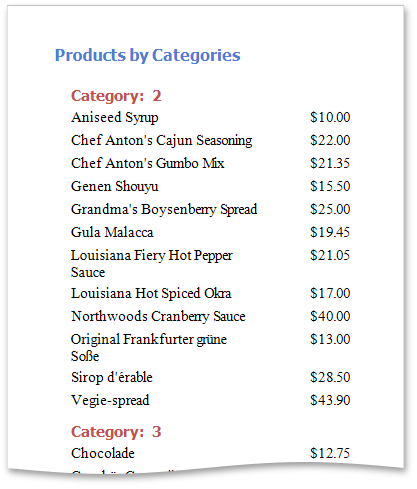 Products by Categories
Category: 2
Aniseed Syrup $10.00
Chef Anton's Cajun Seasoning $22.00
Chef Anton's Gumbo Mix $21.35
Genen Shouyu $15.50
Grandma's Boysenberry Spread $25.00
Gula Malacca $19.45
Louisiana Fiery Hot Pepper $21.05
Sauce
Louisiana Hot Spiced Okra $17.00
Northwoods Cranberry Sauce $40.00
Original Frankfurter grüne $13.00
Soße
Sirop d'érable $28.50
Vegie-spread $43.90
Category: 3
Chocolade $12.75